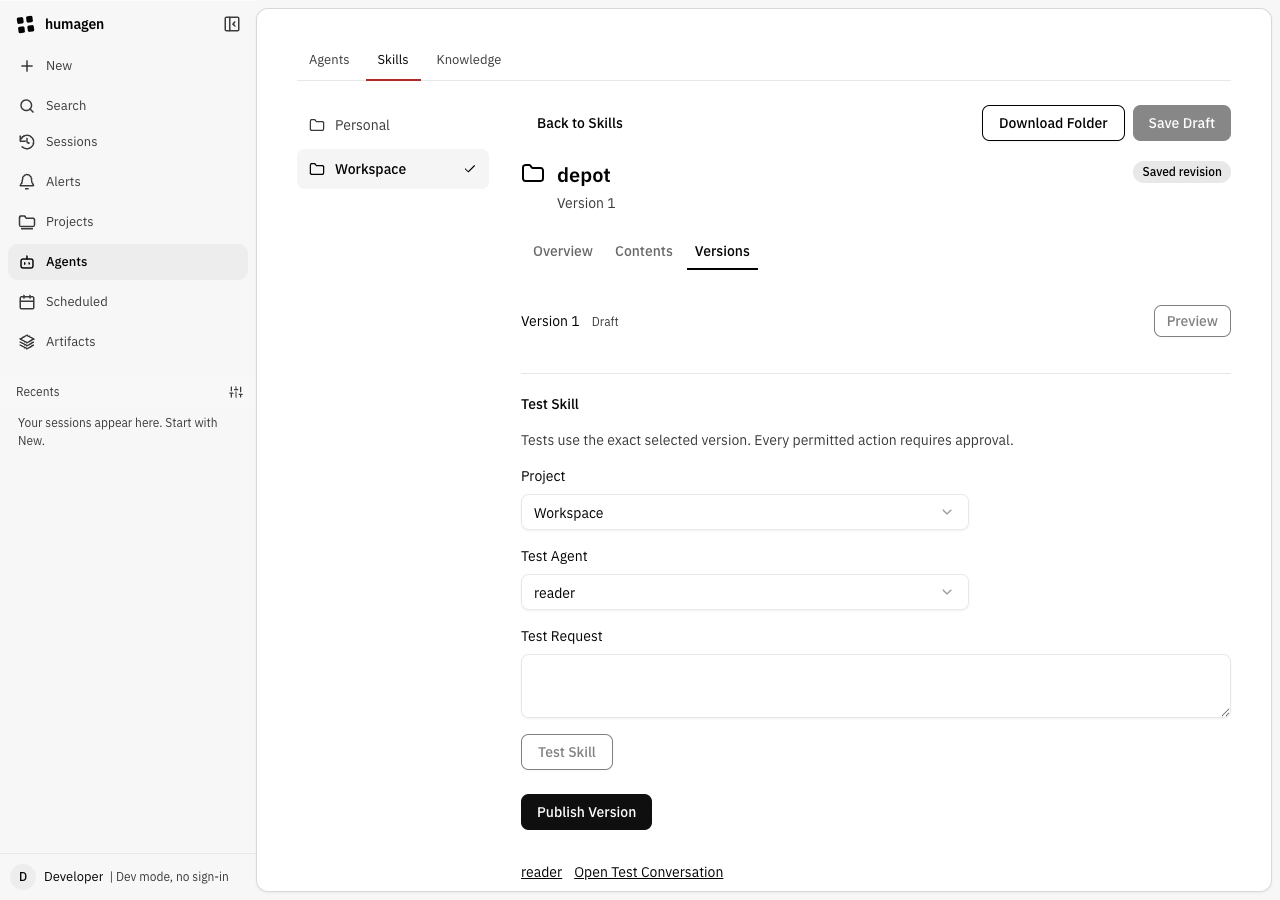 humagen
New
Search
Sessions
Alerts
Projects
Agents
Scheduled
Artifacts
Recents
Your sessions appear here. Start with
New.
D Developer | Dev mode, no sign-in
Agents Skills Knowledge
Personal
Workspace
Back to Skills
Download Folder
Save Draft
depot
Saved revision
Version 1
Overview Contents Versions
Version 1 Draft
Preview
Test Skill
Tests use the exact selected version. Every permitted action requires approval.
Project
Workspace
Test Agent
reader
Test Request
Test Skill
Publish Version
reader Open Test Conversation